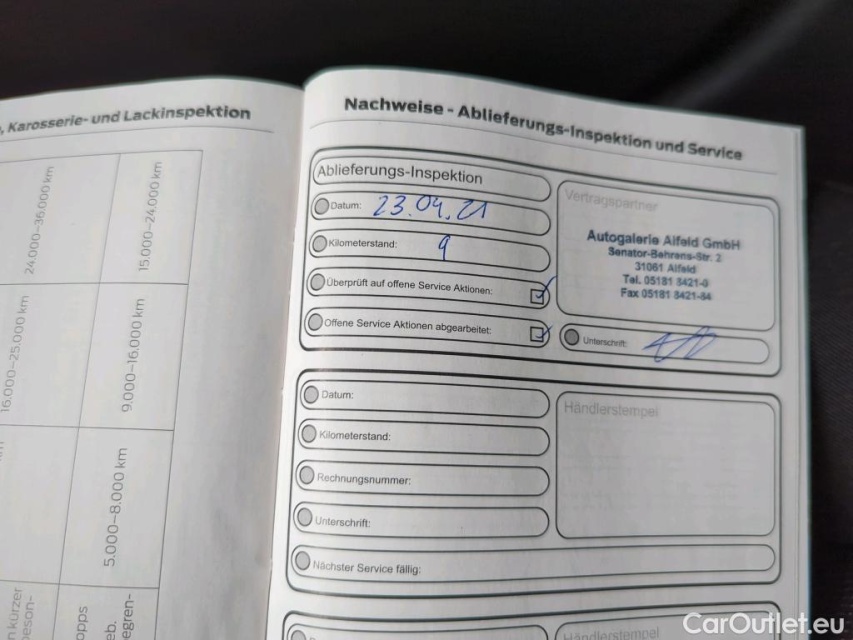 , Karosserie- und Lackinspektion
24.000–36.000 km
15.000–24.000 km
16.000–25.000 km
9.000–16.000 km
5.000–8.000 km
Nachweise - Ablieferungs-Inspektion und Service
Ablieferungs-Inspektion
Datum: 23.04.21
Kilometerstand: 9
Überprüft auf offene Service Aktionen:
Offene Service Aktionen abgearbeitet:
Vertragspartner
Autogalerie Alfeld GmbH
Senator-Behrens-Str. 2
31061 Alfeld
Tel. 05181 8421-0
Fax 05181 8421-84
Unterschrift:
Datum:
Kilometerstand:
Rechnungsnummer:
Unterschrift:
Nächster Service fällig:
Händlerstempel
Händlerstempel
CarOutlet.eu